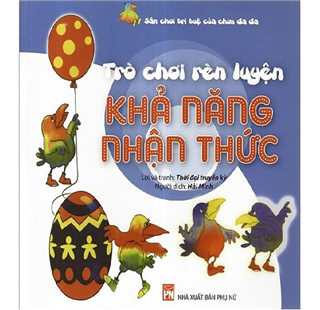 Sân chơi trí tuệ của chim đa đa
Trò chơi rèn luyện
KHẢ NĂNG
NHẬN THỨC
Lời và tranh: Thời đại truyền kỳ
Người dịch: Hải Minh
NHÀ XUẤT BẢN PHỤ NỮ